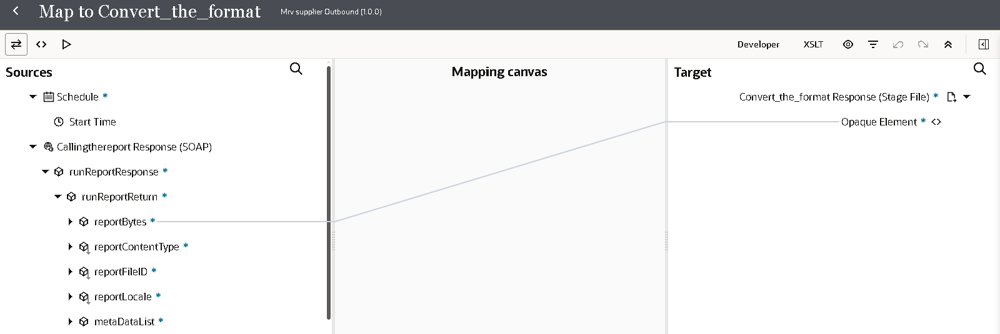 Map to Convert_the_format
Mrv supplier Outbound (1.0.0)
Developer
XSLT
Sources
Mapping canvas
Target
Schedule *
Convert_the_format Response (Stage File) *
Start Time
Opaque Element *
Callingthereport Response (SOAP)
runReportResponse *
runReportReturn *
reportBytes *
reportContentType *
reportFileID *
reportLocale *
metaDataList *